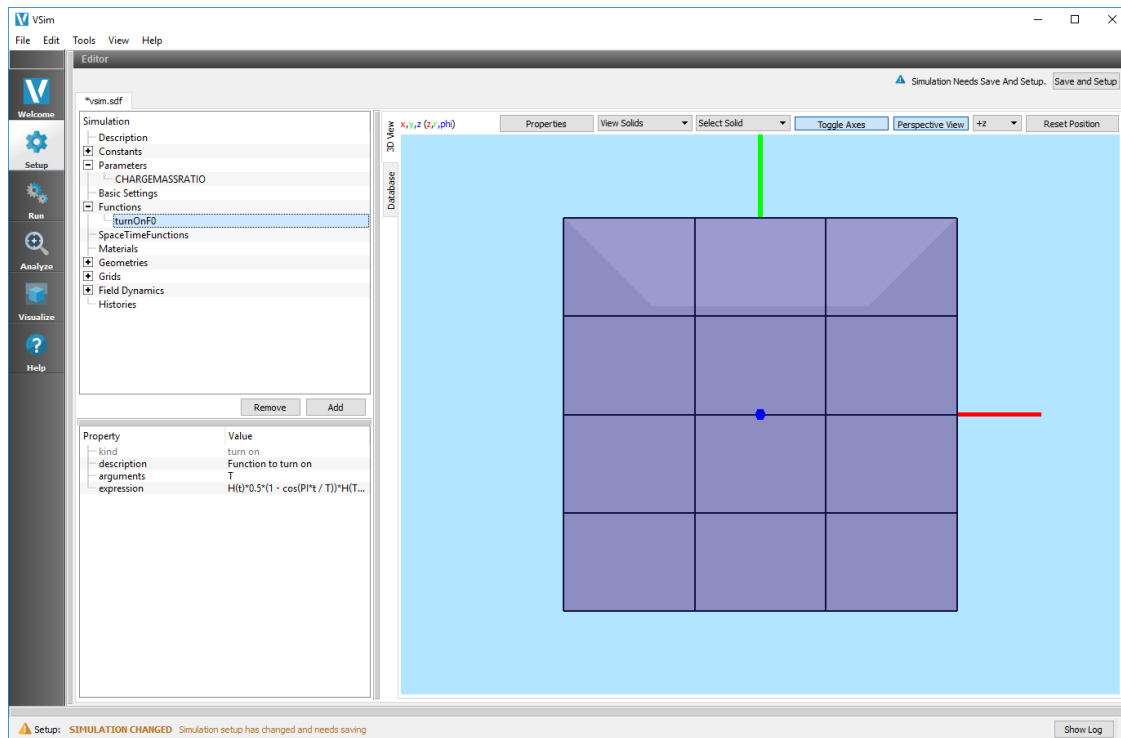 VSim
File Edit Tools View Help
Editor
Simulation Needs Save And Setup. Save and Setup
*vsim.sdf
Welcome
Setup
Run
Analyze
Visualize
Help
Simulation
Description
Constants
Parameters
CHARGEMASSRATIO
Basic Settings
Functions
turnOnF0
SpaceTimeFunctions
Materials
Geometries
Grids
Field Dynamics
Histories
Remove Add
Property Value
kind turn on
description Function to turn on
arguments T
expression H(t)*0.5*(1 - cos(PI*t / T))*H(T...
3D View
Database
x,y,z (z,r,phi) Properties View Solids Select Solid Toggle Axes Perspective View +z Reset Position
Setup: SIMULATION CHANGED Simulation setup has changed and needs saving Show Log